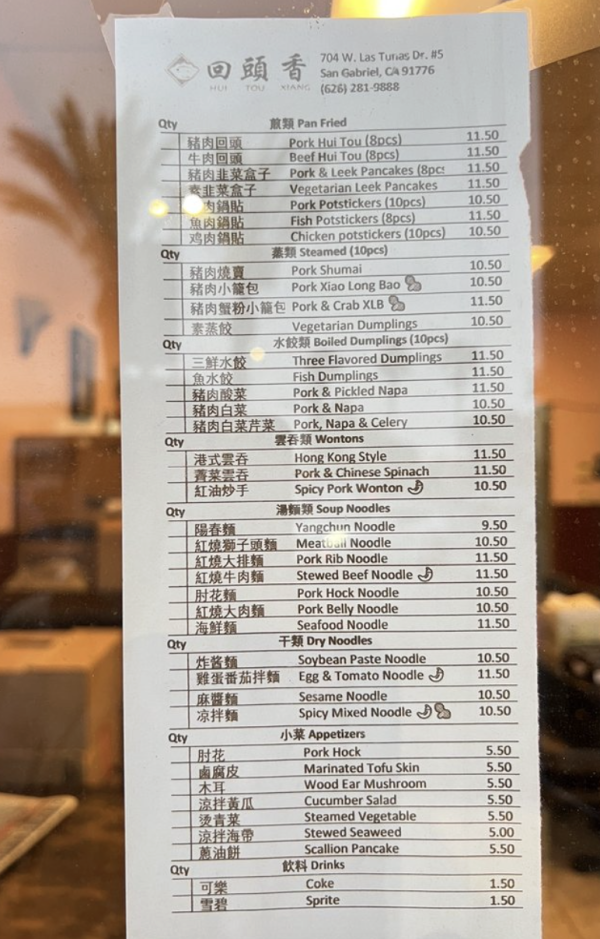 回頭香 704 W. Las Tunas Dr. #5
HUI TOU XIANG San Gabriel, CA 91776
(626) 281-9888
Qty 煎類 Pan Fried
豬肉回頭 Pork Hui Tou (8pcs) 11.50
牛肉回頭 Beef Hui Tou (8pcs) 11.50
豬肉韭菜盒子 Pork & Leek Pancakes (8pcs 11.50
素韭菜盒子 Vegetarian Leek Pancakes 11.50
肉鍋貼 Pork Potstickers (10pcs) 10.50
魚肉鍋貼 Fish Potstickers (8pcs) 11.50
鸡肉鍋貼 Chicken potstickers (10pcs) 10.50
Qty 蒸類 Steamed (10pcs)
豬肉燒賣 Pork Shumai 10.50
豬肉小籠包 Pork Xiao Long Bao 10.50
豬肉蟹粉小籠包 Pork & Crab XLB 11.50
素蒸餃 Vegetarian Dumplings 10.50
Qty 水餃類 Boiled Dumplings (10pcs)
三鮮水餃 Three Flavored Dumplings 11.50
魚水餃 Fish Dumplings 11.50
豬肉酸菜 Pork & Pickled Napa 11.50
豬肉白菜 Pork & Napa 10.50
豬肉白菜芹菜 Pork, Napa & Celery 10.50
Qty 雲吞類 Wontons
港式雲吞 Hong Kong Style 11.50
薺菜雲吞 Pork & Chinese Spinach 11.50
紅油炒手 Spicy Pork Wonton 10.50
Qty 湯麵類 Soup Noodles
陽春麵 Yangchun Noodle 9.50
紅燒獅子頭麵 Meatball Noodle 10.50
紅燒大排麵 Pork Rib Noodle 11.50
紅燒牛肉麵 Stewed Beef Noodle 11.50
肘花麵 Pork Hock Noodle 10.50
紅燒大肉麵 Pork Belly Noodle 10.50
海鮮麵 Seafood Noodle 11.50
Qty 干類 Dry Noodles
炸醬麵 Soybean Paste Noodle 10.50
雞蛋番茄拌麵 Egg & Tomato Noodle 11.50
麻醬麵 Sesame Noodle 10.50
凉拌麵 Spicy Mixed Noodle 10.50
Qty 小菜 Appetizers
肘花 Pork Hock 5.50
鹵腐皮 Marinated Tofu Skin 5.50
木耳 Wood Ear Mushroom 5.50
涼拌黃瓜 Cucumber Salad 5.50
烫青菜 Steamed Vegetable 5.50
涼拌海帶 Stewed Seaweed 5.00
蔥油餅 Scallion Pancake 5.50
Qty 飲料 Drinks
可樂 Coke 1.50
雪碧 Sprite 1.50